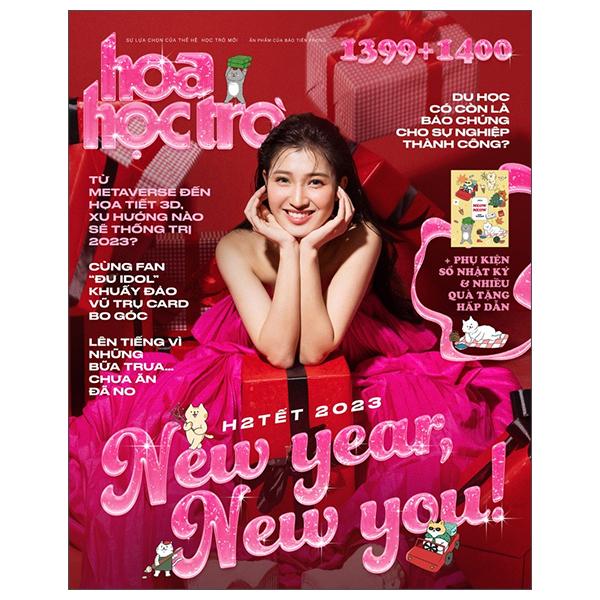 SỰ LỰA CHỌN CỦA THẾ HỆ HỌC TRÒ MỚI
ẤN PHẨM CỦA BÁO TIỀN PHONG
hoa
học trò
1399+1400
DU HỌC
CÓ CÒN LÀ
BẢO CHỨNG
CHO SỰ NGHIỆP
THÀNH CÔNG?
TỪ
METAVERSE ĐẾN
HỌA TIẾT 3D,
XU HƯỚNG NÀO
SẼ THỐNG TRỊ
2023?
MEOW
MEOW
+ PHỤ KIỆN
SỔ NHẬT KÝ
& NHIỀU
QUÀ TẶNG
HẤP DẪN
CÙNG FAN
“ĐU IDOL”
KHUẤY ĐẢO
VŨ TRỤ CARD
BO GÓC
LÊN TIẾNG VÌ
NHỮNG
BỮA TRƯA...
CHƯA ĂN
ĐÃ NO
H2TẾT 2023
New year,
New you!